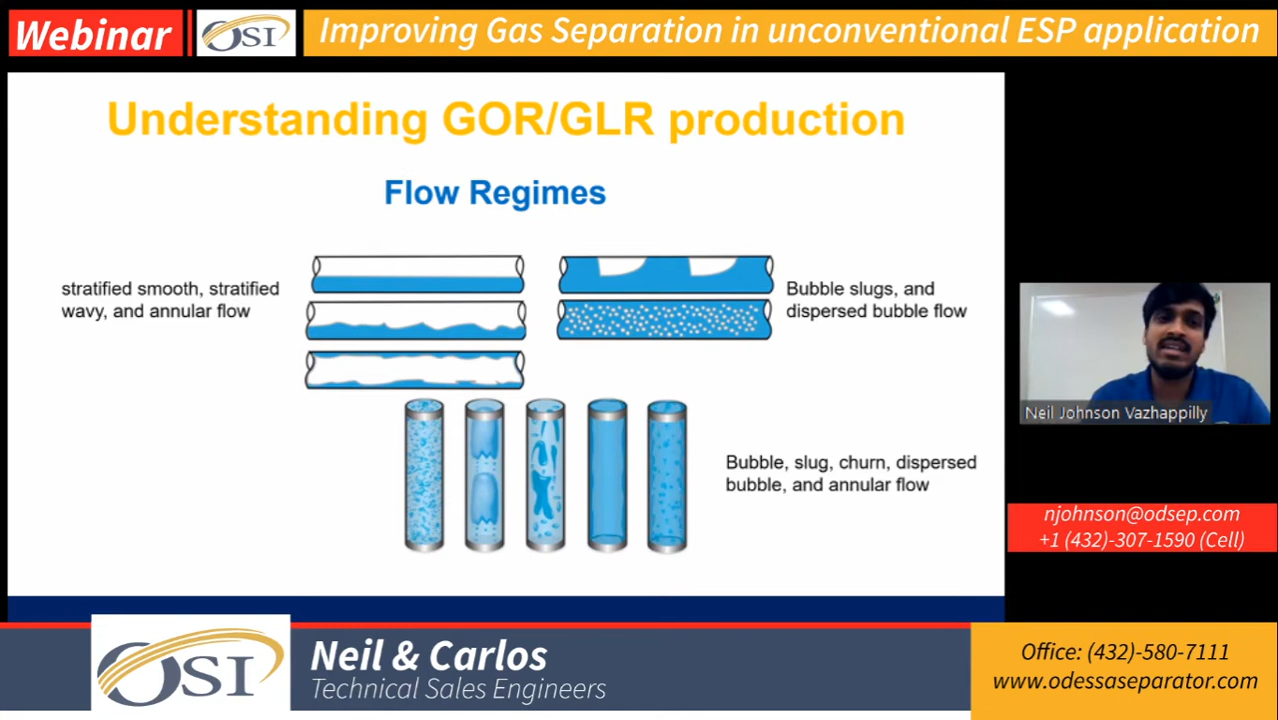 Webinar
OSI
Improving Gas Separation in unconventional ESP application
Understanding GOR/GLR production
Flow Regimes
stratified smooth, stratified
wavy, and annular flow
Bubble slugs, and
dispersed bubble flow
Bubble, slug, churn, dispersed
bubble, and annular flow
Neil Johnson Vazhappilly
njohnson@odsep.com
+1 (432)-307-1590 (Cell)
OSI
Neil & Carlos
Technical Sales Engineers
Office: (432)-580-7111
www.odessaseparator.com